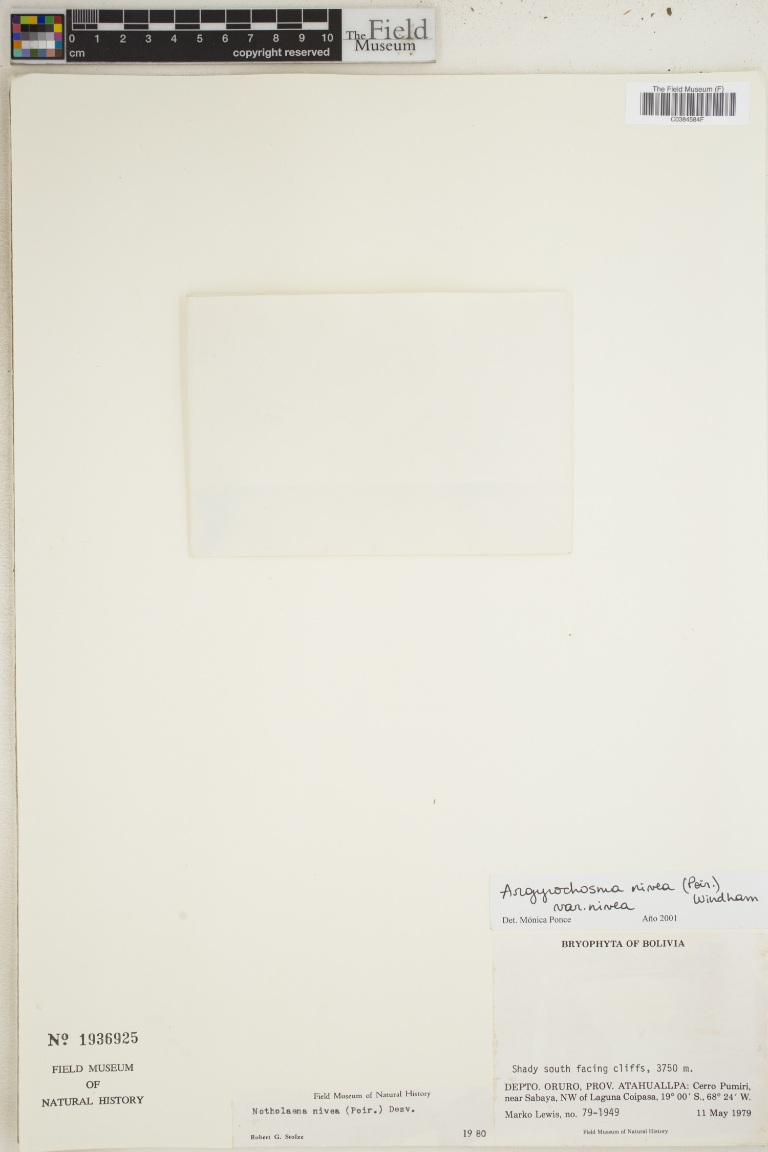 0 1 2 3 4 5 6 7 8 9 10
cm
copyright reserved
The Field
Museum
The Field Museum (F)
C0384584F
Argyrochosma nivea (Poir.)
Windham
var. nivea
Det. Mónica Ponce Año 2001
BRYOPHYTA OF BOLIVIA
Shady south facing cliffs, 3750 m.
DEPTO. ORURO, PROV. ATAHUALLPA: Cerro Pumiri,
near Sabaya, NW of Laguna Coipasa, 19° 00' S., 68° 24' W.
Marko Lewis, no. 79-1949 11 May 1979
Field Museum of Natural History
Nº 1936925
FIELD MUSEUM
OF
NATURAL HISTORY
Field Museum of Natural History
Notholaena nivea (Poir.) Desv.
Robert G. Stolze 19 80